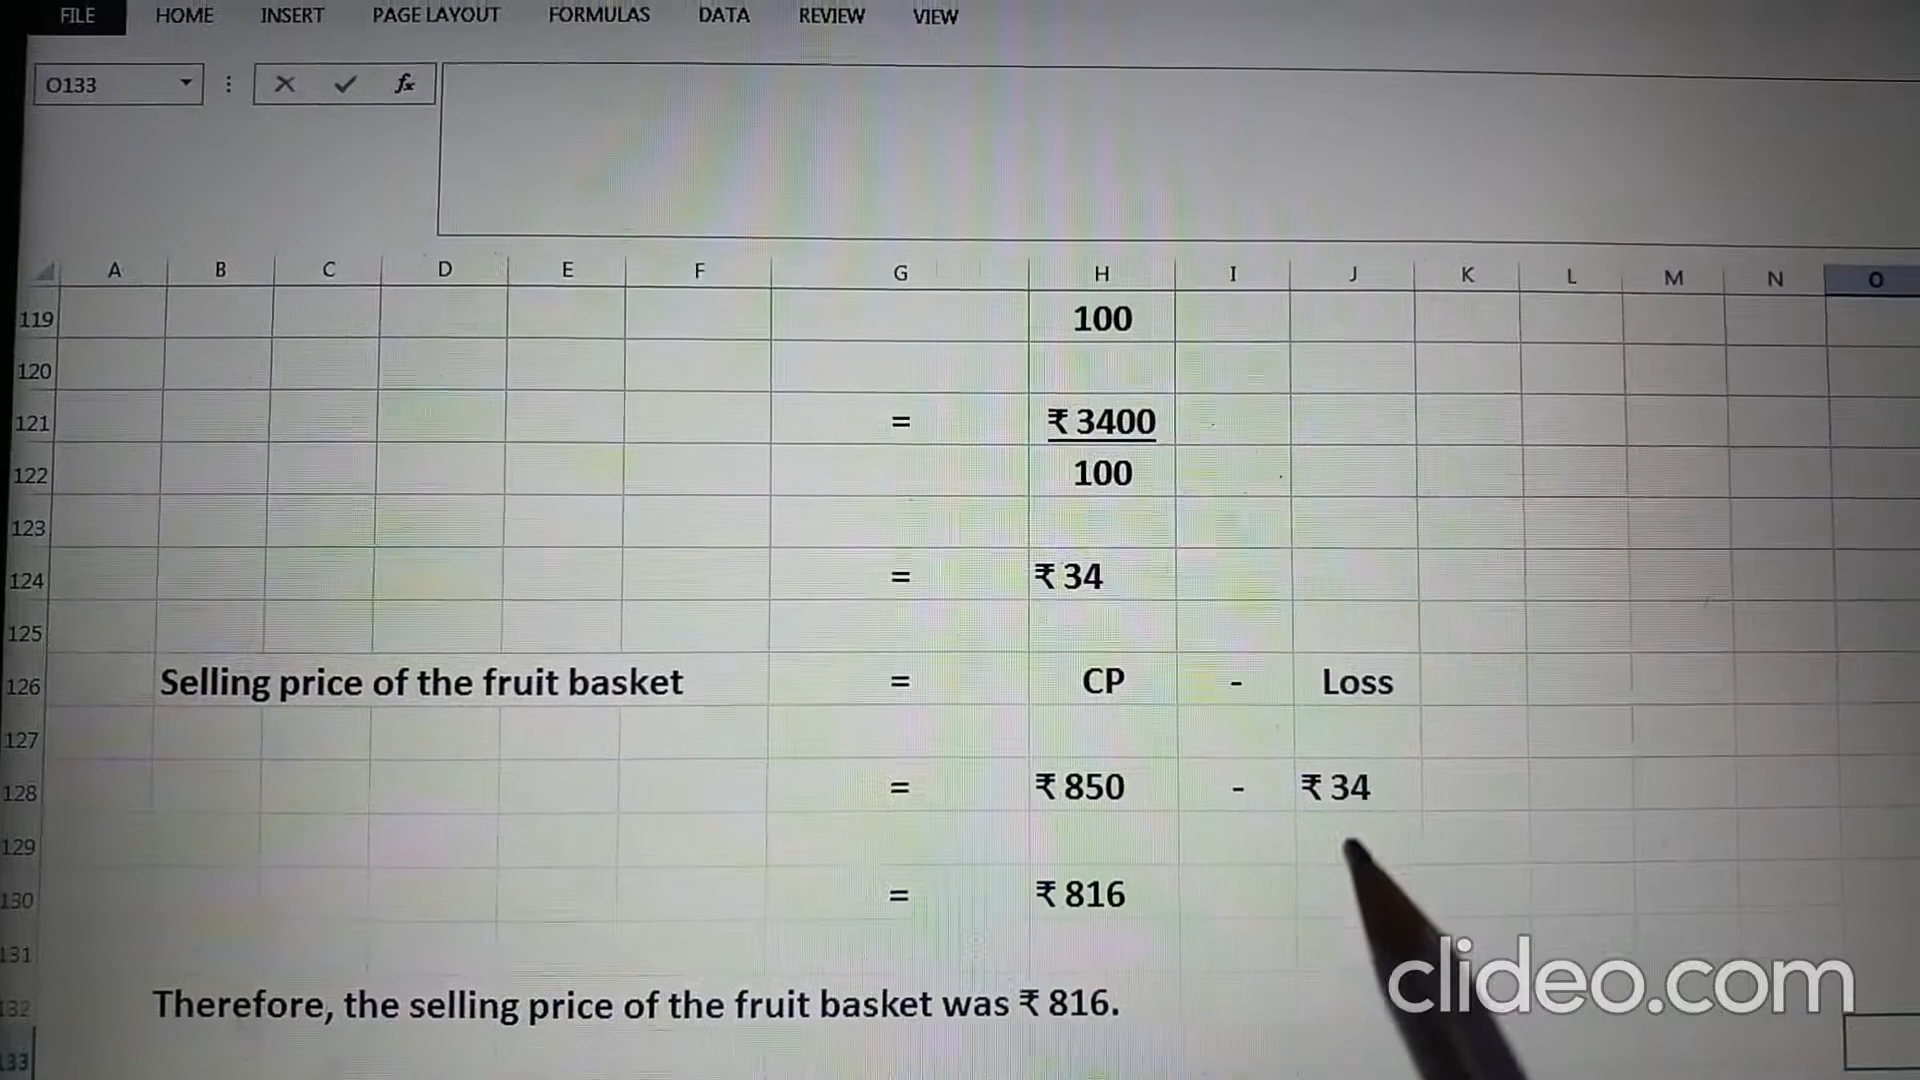 FILE HOME INSERT PAGE LAYOUT FORMULAS DATA REVIEW VIEW
O133 fx
A B C D E F G H I J K L M N O
119 100
120
121 = ₹ 3400
122 100
123
124 = ₹ 34
125
126 Selling price of the fruit basket = CP - Loss
127
128 = ₹ 850 - ₹ 34
129
130 = ₹ 816
131
132 Therefore, the selling price of the fruit basket was ₹ 816.
133
clideo.com